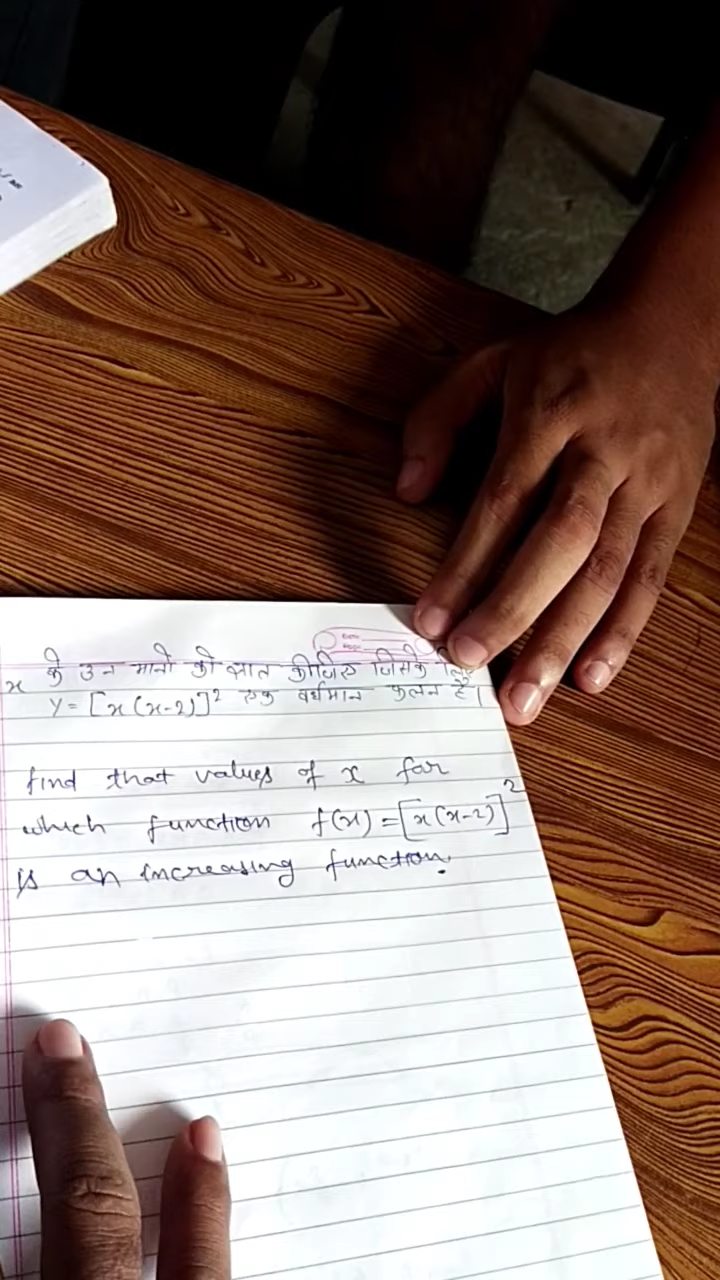 x के उन मानो को ज्ञात कीजिए जिसके लिए
y = [x(x-2)]² एक वर्धमान फलन है।
find that values of x for
which function f(x) = [x(x-2)]²
is an increasing function.